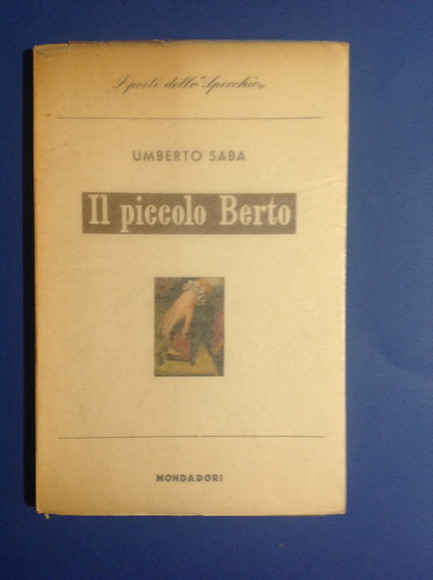 I poeti dello "Specchio„
UMBERTO SABA
Il piccolo Berto
MONDADORI